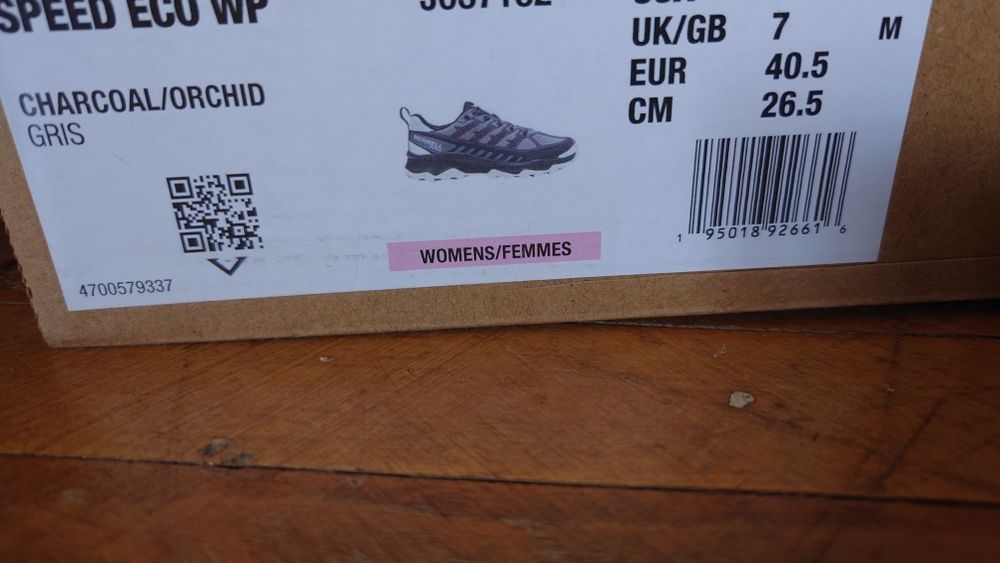 SPEED ECO WP
UK/GB 7 M
EUR 40.5
CM 26.5
CHARCOAL/ORCHID
GRIS
MERRELL
1 95018 92661 6
WOMENS/FEMMES
4700579337